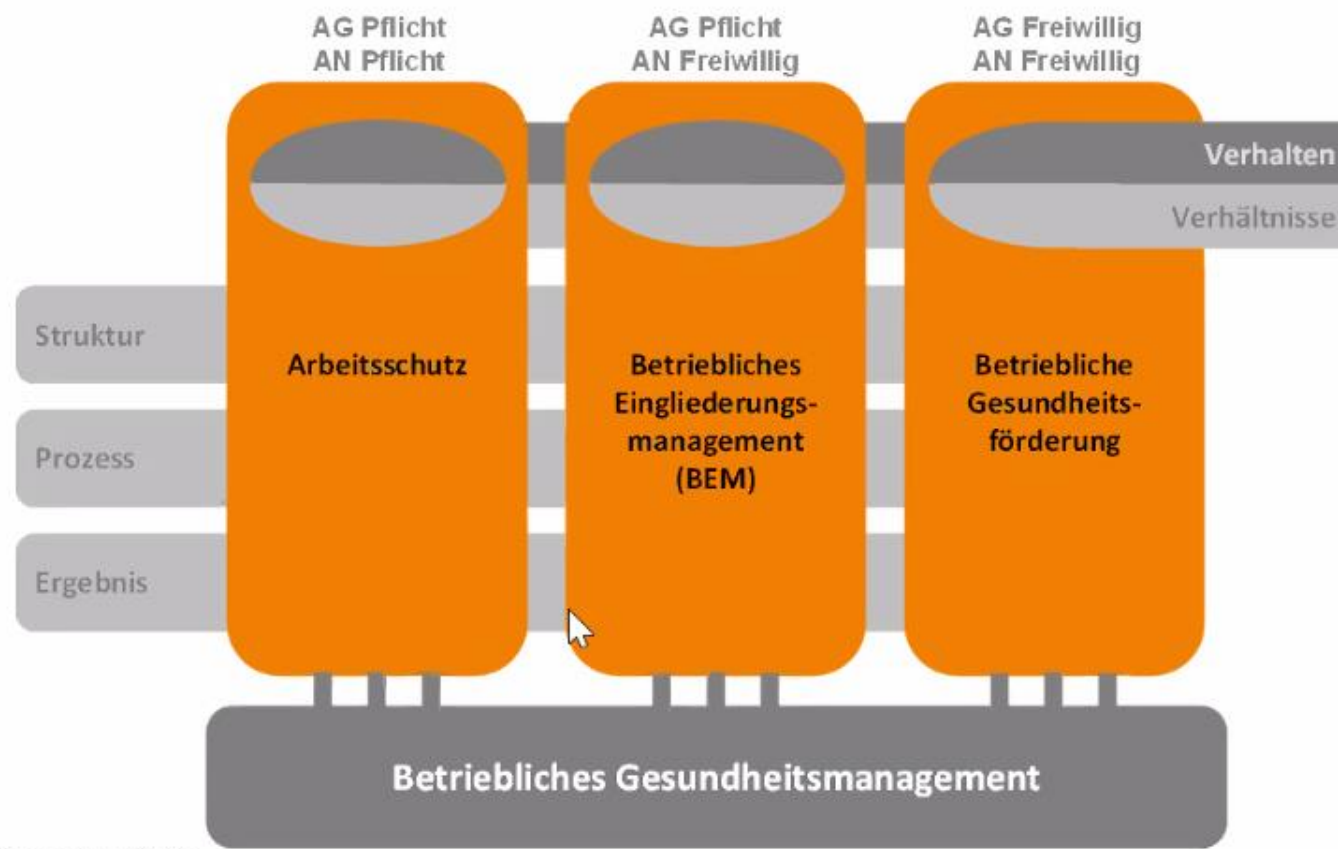 AG Pflicht
AN Pflicht
AG Pflicht
AN Freiwillig
AG Freiwillig
AN Freiwillig
Verhalten
Verhältnisse
Struktur
Prozess
Ergebnis
Arbeitsschutz
Betriebliches
Eingliederungs-
management
(BEM)
Betriebliche
Gesundheits-
förderung
Betriebliches Gesundheitsmanagement